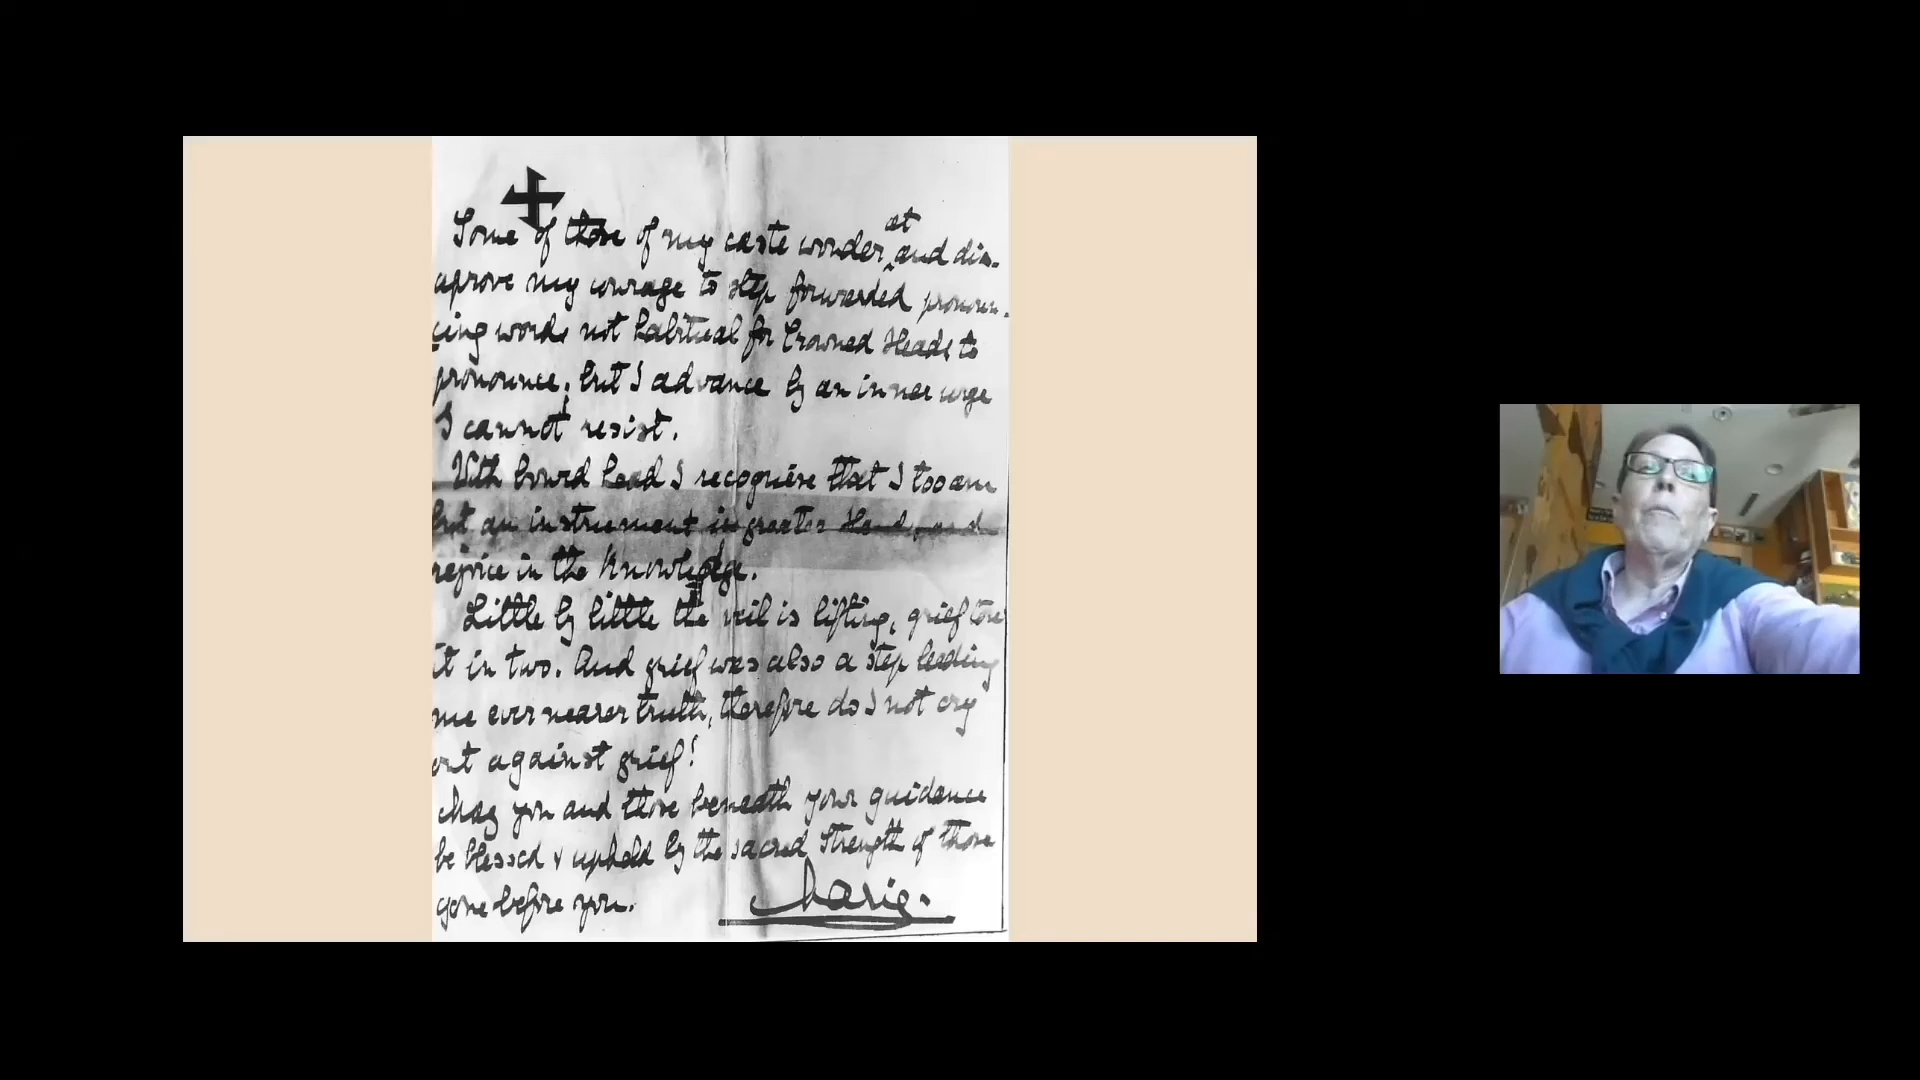 Some of those of my caste wonder at and dis-
aprove my courage to step forwarded pronoun-
cing words not habitual for Crowned Heads to
pronounce, but I advance by an inner urge
I cannot resist.
With bowed head I recognise that I too am
but an instrument in greater Hands, and
rejoice in the knowledge.
Little by little the veil is lifting, grief tore
it in two. And grief was also a step leading
me ever nearer truth, therefore do I not cry
out against grief!
May you and those beneath your guidance
be blessed & upheld by the sacred Strength of those
gone before you.
Marie.